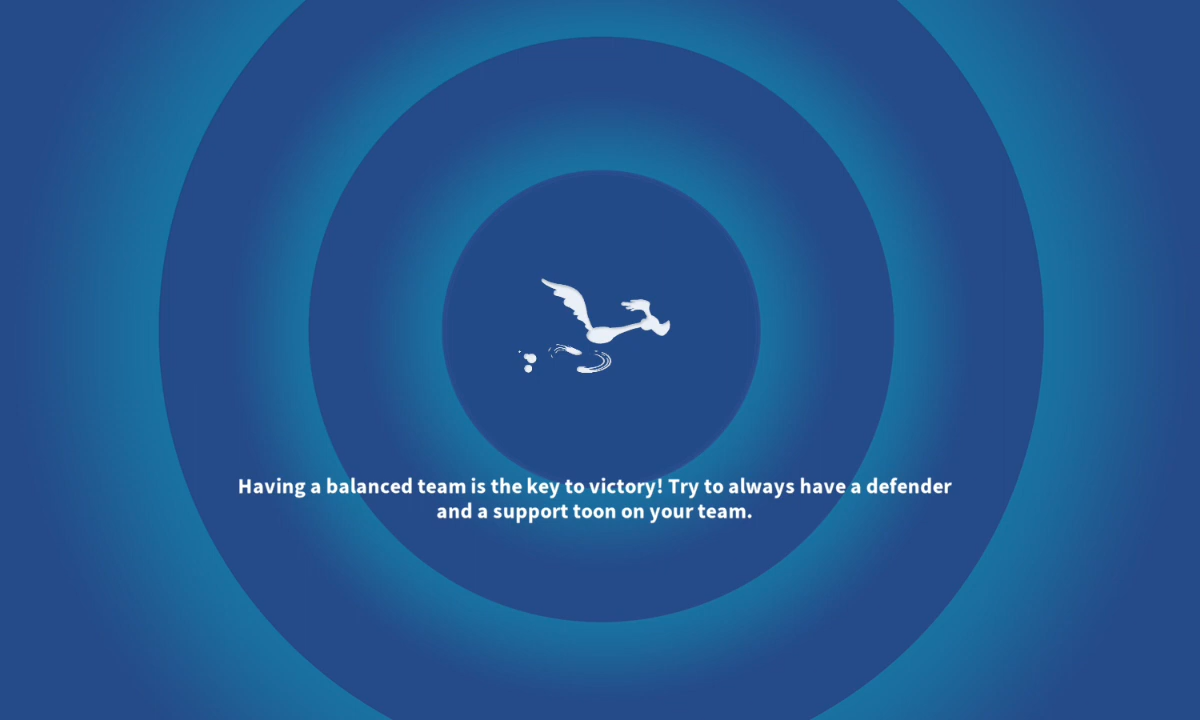 Having a balanced team is the key to victory! Try to always have a defender
and a support toon on your team.